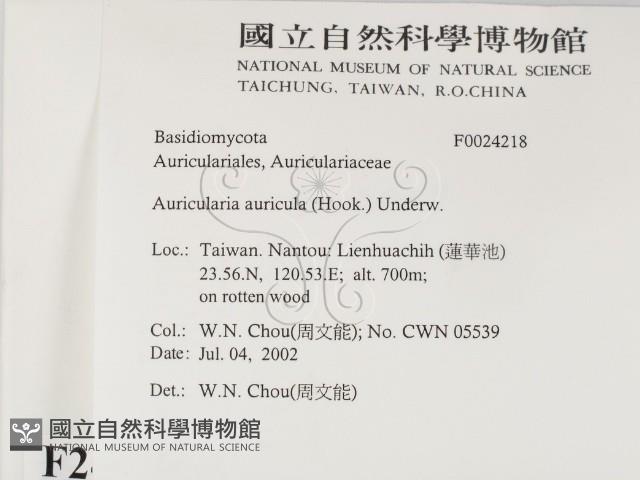 國立自然科學博物館
NATIONAL MUSEUM OF NATURAL SCIENCE
TAICHUNG, TAIWAN, R.O.CHINA
Basidiomycota F0024218
Auriculariales, Auriculariaceae
Auricularia auricula (Hook.) Underw.
Loc.: Taiwan. Nantou: Lienhuachih (蓮華池)
23.56.N, 120.53.E; alt. 700m;
on rotten wood
Col.: W.N. Chou(周文能); No. CWN 05539
Date: Jul. 04, 2002
Det.: W.N. Chou(周文能)
國立自然科學博物館
NATIONAL MUSEUM OF NATURAL SCIENCE
F2